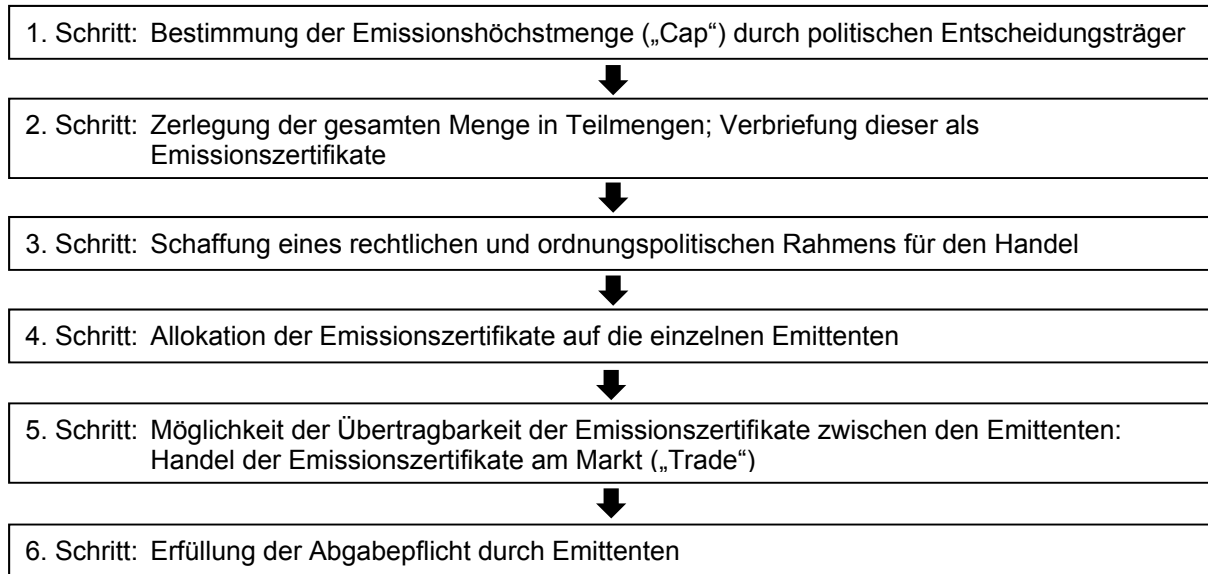 1. Schritt: Bestimmung der Emissionshöchstmenge („Cap“) durch politischen Entscheidungsträger
2. Schritt: Zerlegung der gesamten Menge in Teilmengen; Verbriefung dieser als
Emissionszertifikate
3. Schritt: Schaffung eines rechtlichen und ordnungspolitischen Rahmens für den Handel
4. Schritt: Allokation der Emissionszertifikate auf die einzelnen Emittenten
5. Schritt: Möglichkeit der Übertragbarkeit der Emissionszertifikate zwischen den Emittenten:
Handel der Emissionszertifikate am Markt („Trade“)
6. Schritt: Erfüllung der Abgabepflicht durch Emittenten